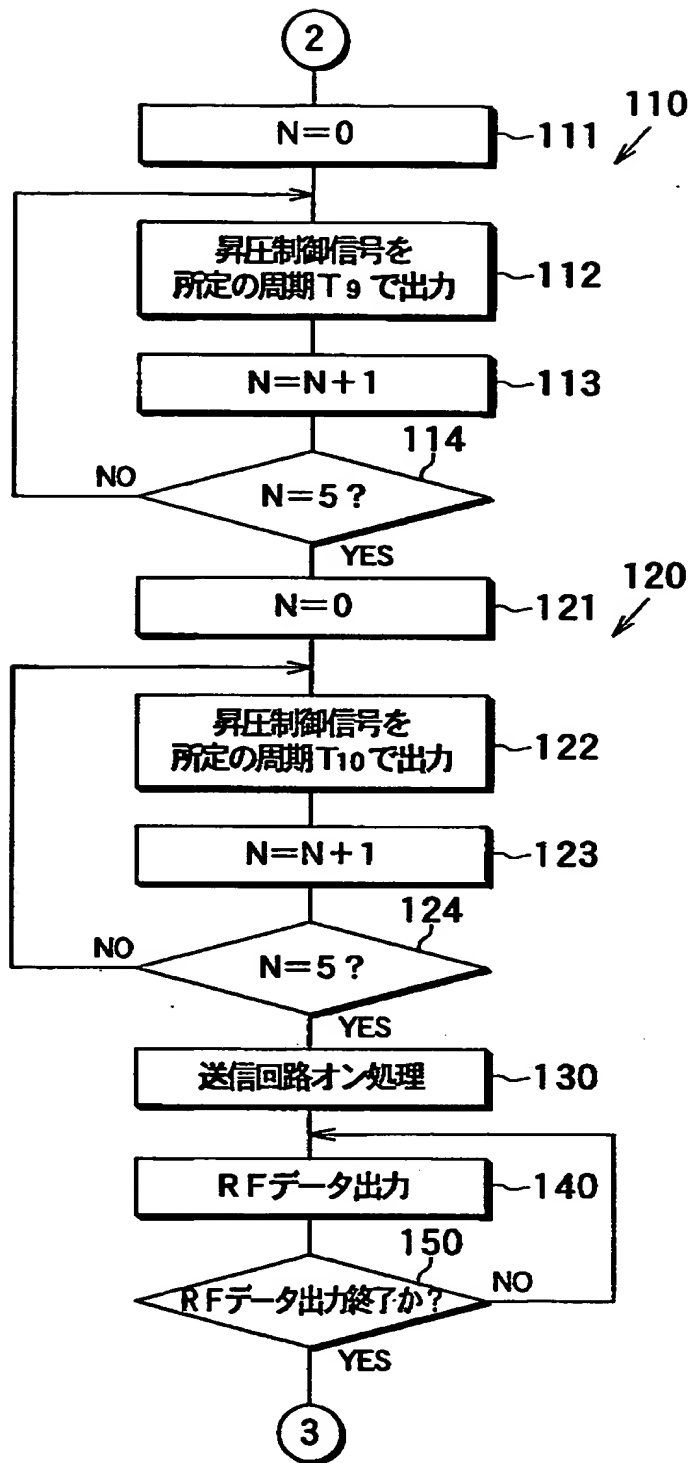 2
N=0
111
110
昇圧制御信号を
所定の周期T9で出力
112
N=N+1
113
114
NO
N=5?
YES
N=0
121
120
昇圧制御信号を
所定の周期T10で出力
122
N=N+1
123
124
NO
N=5?
YES
送信回路オン処理
130
RFデータ出力
140
150
RFデータ出力終了か?
NO
YES
3